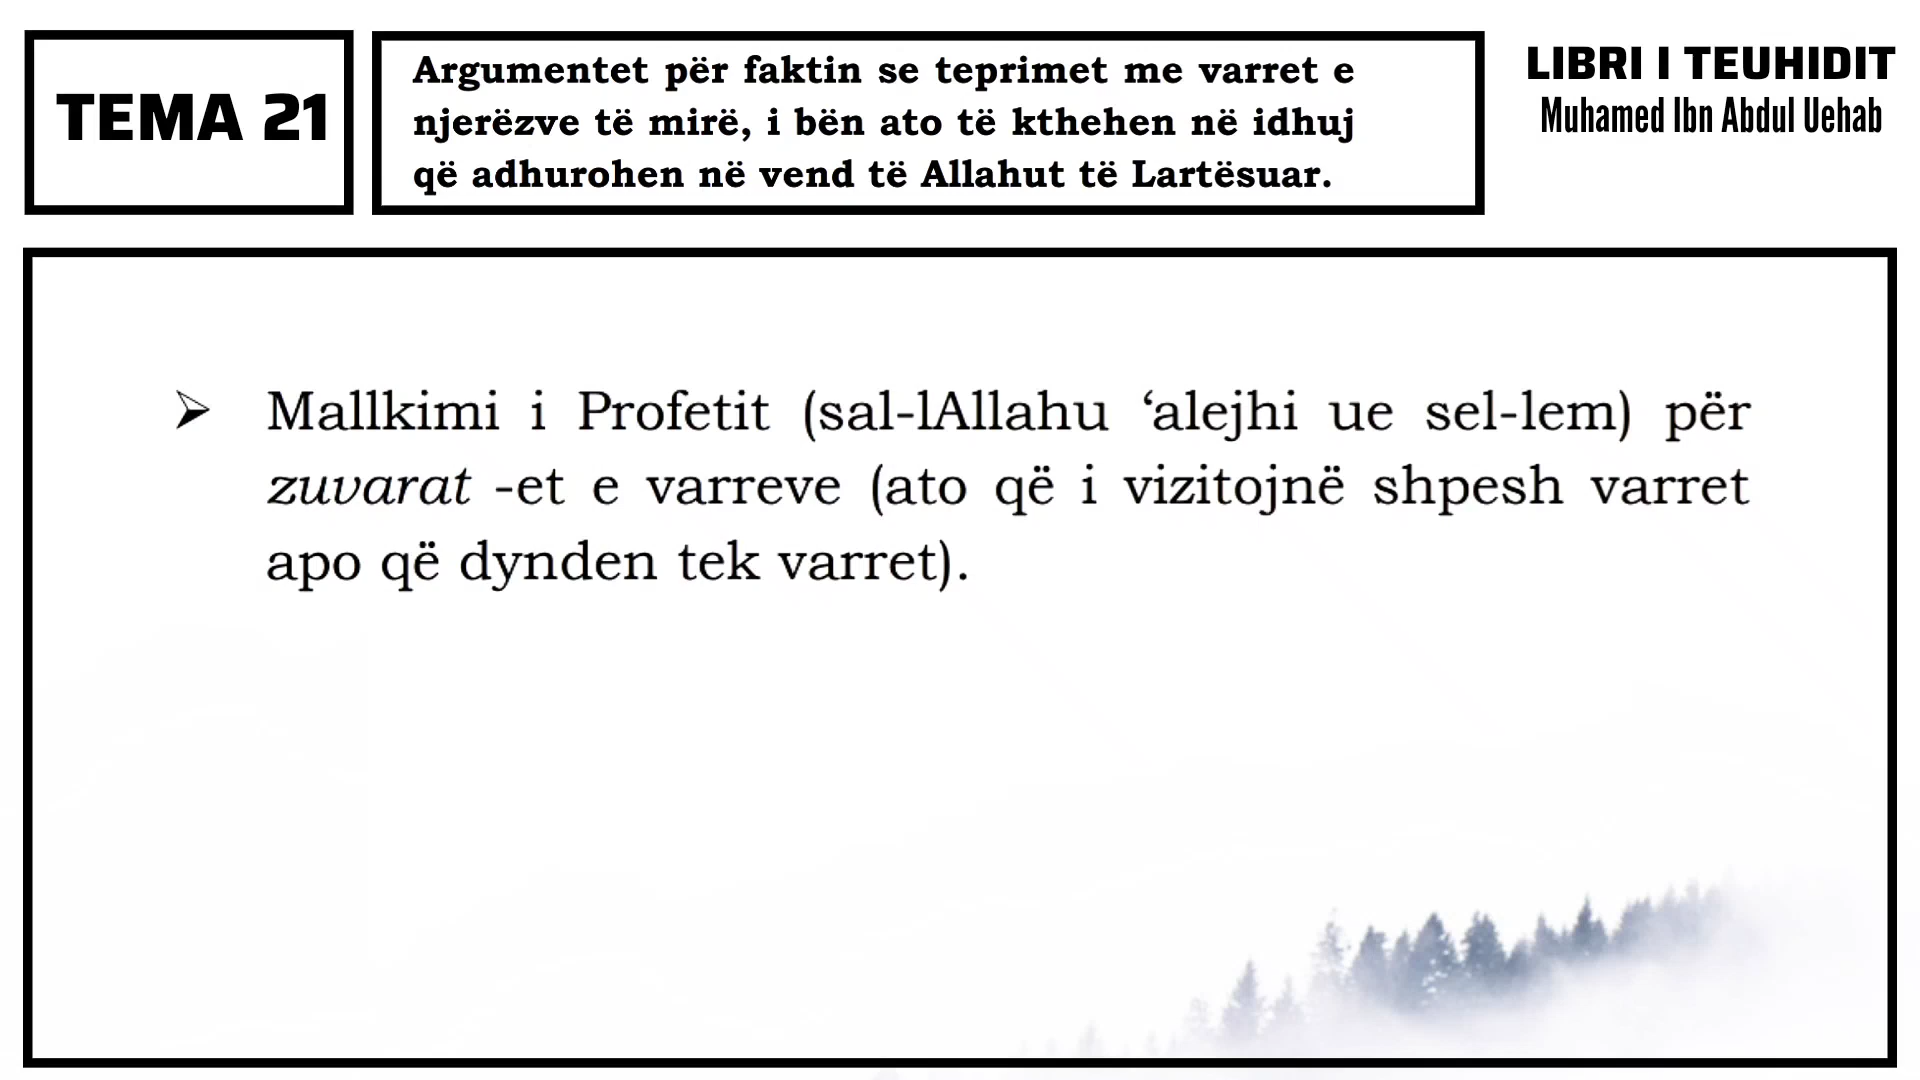 TEMA 21
Argumentet për faktin se teprimet me varret e
njerëzve të mirë, i bën ato të kthehen në idhuj
që adhurohen në vend të Allahut të Lartësuar.
LIBRI I TEUHIDIT
Muhamed Ibn Abdul Uehab
➢ Mallkimi i Profetit (sal-lAllahu ‘alejhi ue sel-lem) për
zuvarat -et e varreve (ato që i vizitojnë shpesh varret
apo që dynden tek varret).